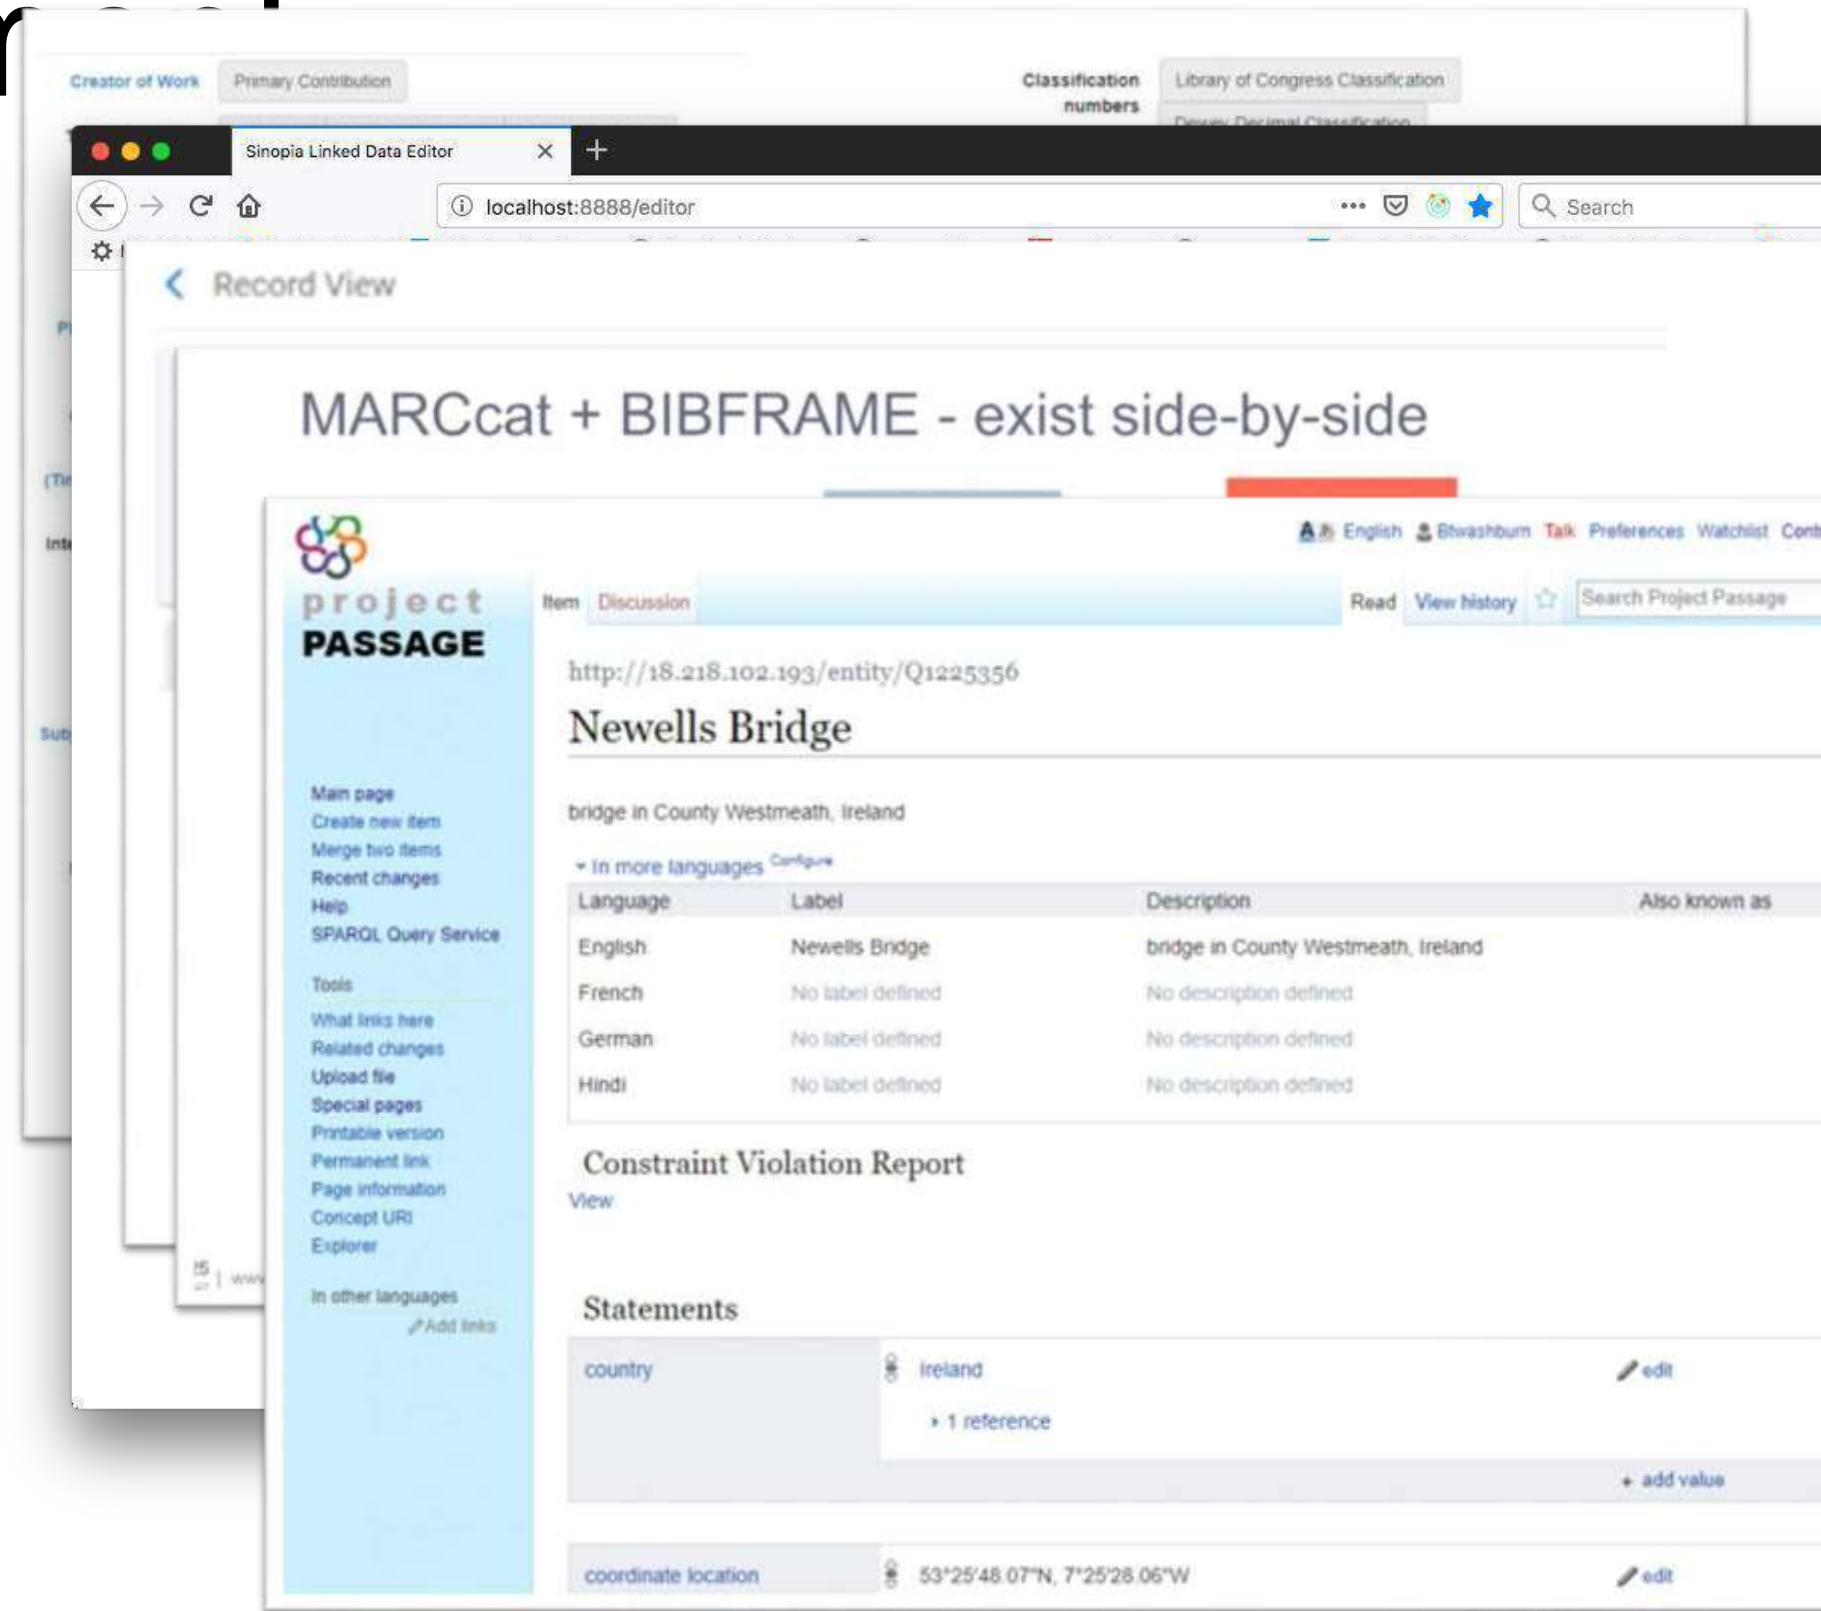 Creator of Work Primary Contribution
Classification numbers Library of Congress Classification
Dewey Decimal Classification
Sinopia Linked Data Editor
localhost:8888/editor
Search
Record View
MARCcat + BIBFRAME - exist side-by-side
English Btwashburn Talk Preferences Watchlist
project
PASSAGE
Item Discussion
Read View history Search Project Passage
http://18.218.102.193/entity/Q1225356
Newells Bridge
bridge in County Westmeath, Ireland
In more languages Configure
Language Label Description Also known as
English Newells Bridge bridge in County Westmeath, Ireland
French No label defined No description defined
German No label defined No description defined
Hindi No label defined No description defined
Main page
Create new item
Merge two items
Recent changes
Help
SPARQL Query Service
Tools
What links here
Related changes
Upload file
Special pages
Printable version
Permanent link
Page information
Concept URI
Explorer
In other languages
Add links
Constraint Violation Report
View
Statements
country Ireland edit
1 reference
+ add value
coordinate location 53°25'48.07"N, 7°25'28.06"W edit